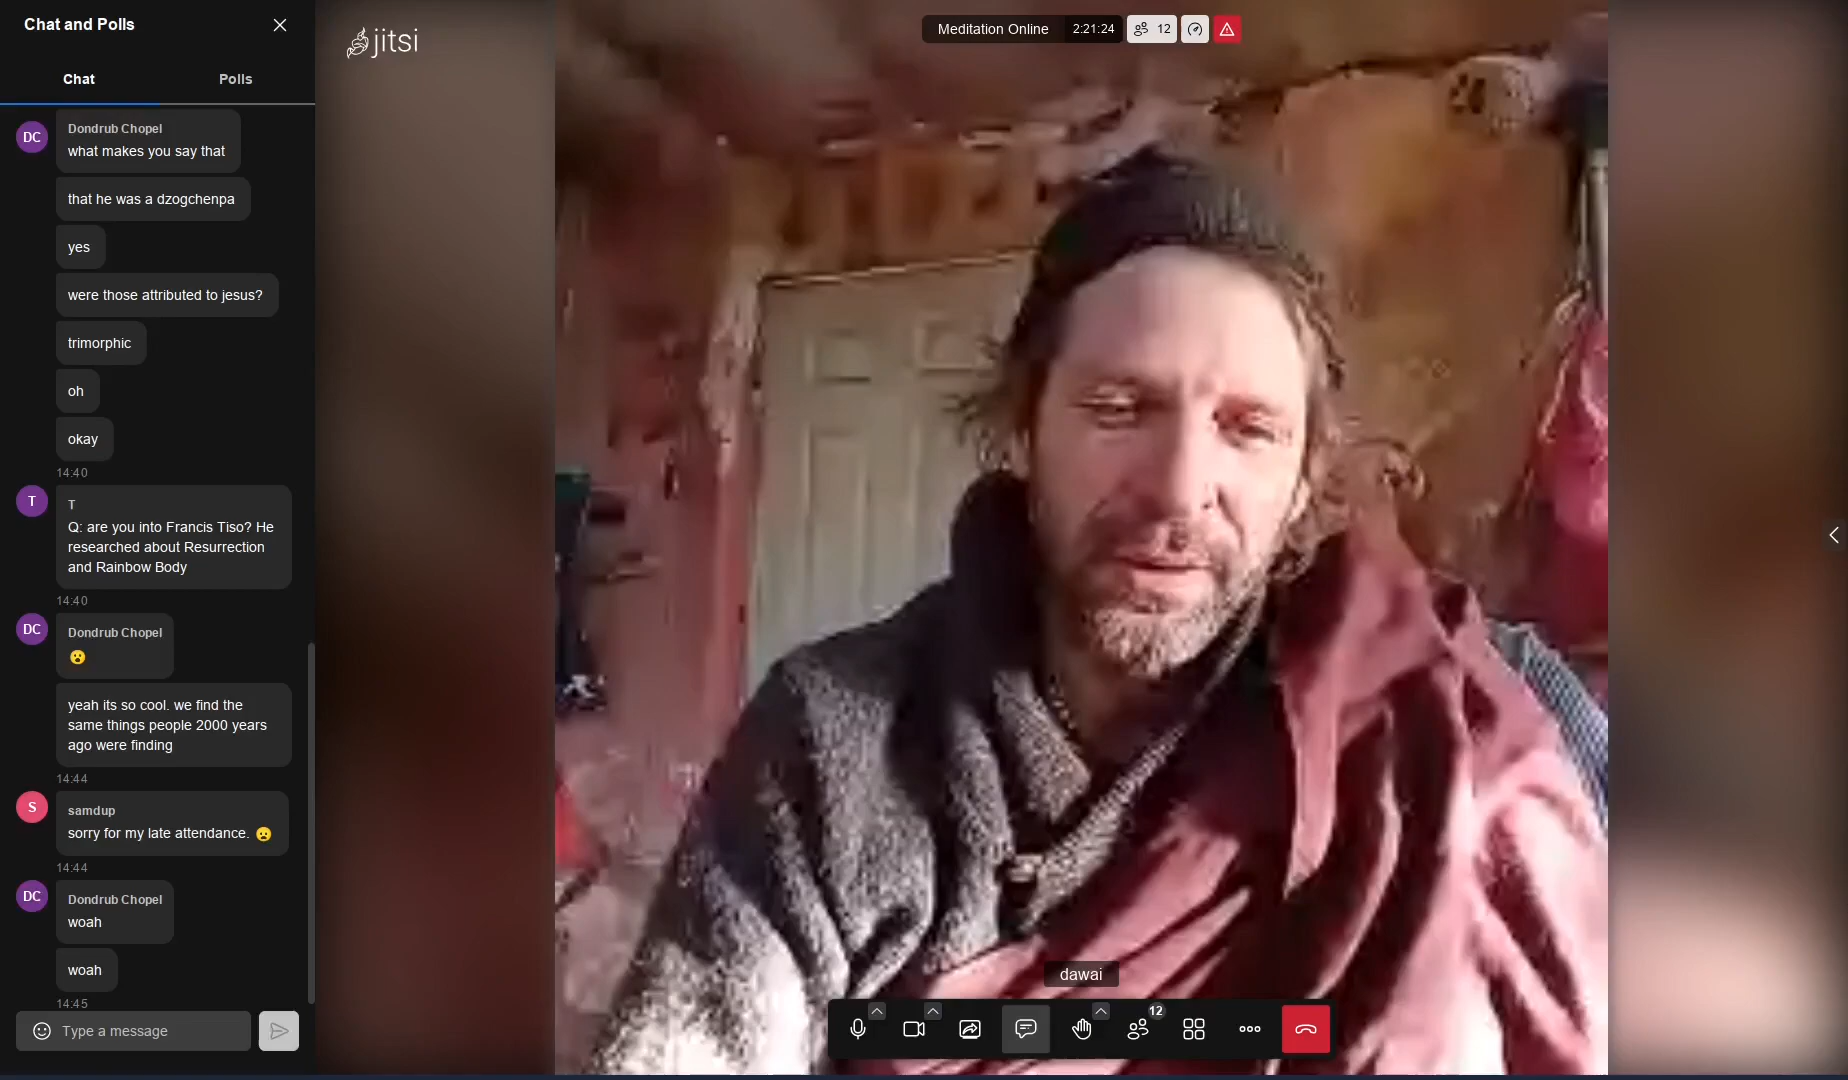 Chat and Polls
Chat
Polls
DC
Dondrub Chopel
what makes you say that
that he was a dzogchenpa
yes
were those attributed to jesus?
trimorphic
oh
okay
14:40
T
T
Q: are you into Francis Tiso? He
researched about Resurrection
and Rainbow Body
14:40
DC
Dondrub Chopel
😮
yeah its so cool. we find the
same things people 2000 years
ago were finding
14:44
S
samdup
sorry for my late attendance. 😦
14:44
DC
Dondrub Chopel
woah
woah
14:45
Type a message
jitsi
Meditation Online
2:21:24
12
dawai
12